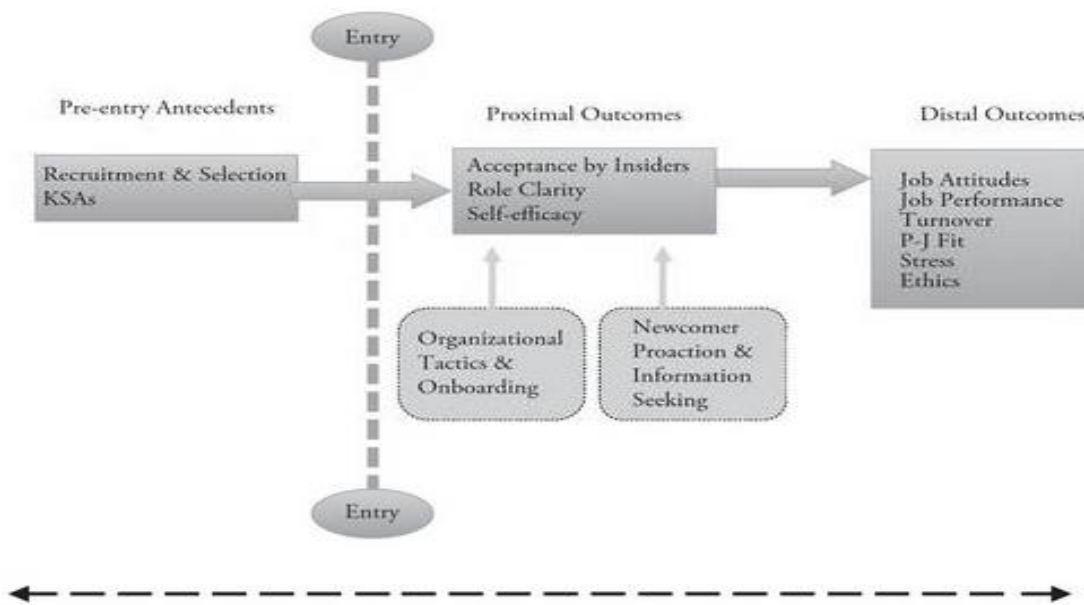 Entry
Pre-entry Antecedents
Proximal Outcomes
Distal Outcomes
Recruitment & Selection
KSAs
Acceptance by Insiders
Role Clarity
Self-efficacy
Job Attitudes
Job Performance
Turnover
P-J Fit
Stress
Ethics
Organizational
Tactics &
Onboarding
Newcomer
Proaction &
Information
Seeking
Entry